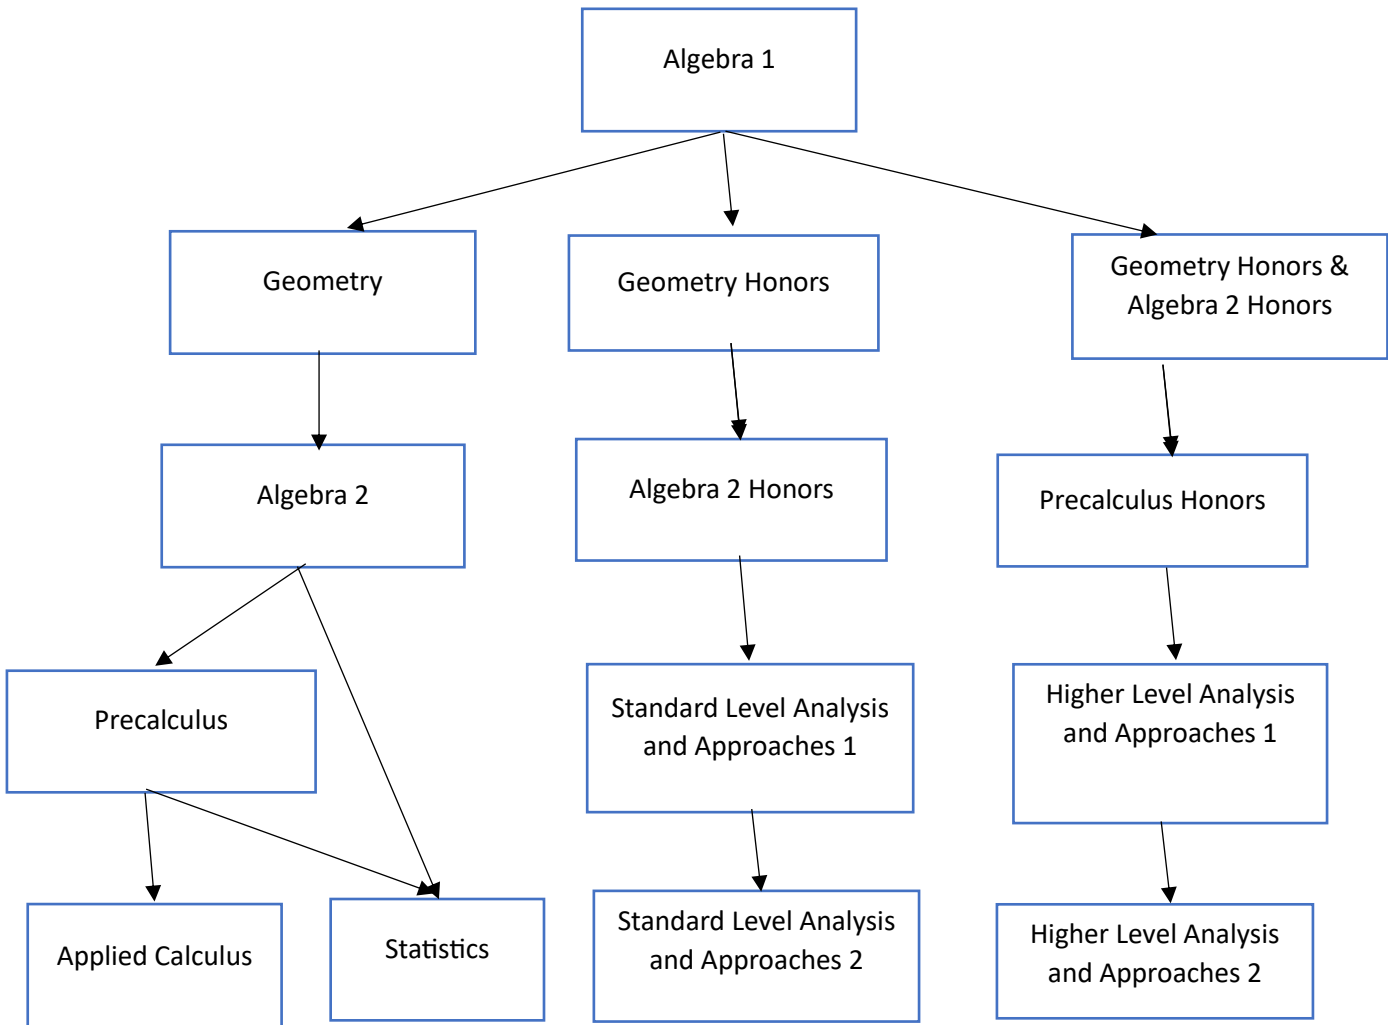 Algebra 1
Geometry
Geometry Honors
Geometry Honors &
Algebra 2 Honors
Algebra 2
Algebra 2 Honors
Precalculus Honors
Precalculus
Standard Level Analysis
and Approaches 1
Higher Level Analysis
and Approaches 1
Applied Calculus
Statistics
Standard Level Analysis
and Approaches 2
Higher Level Analysis
and Approaches 2